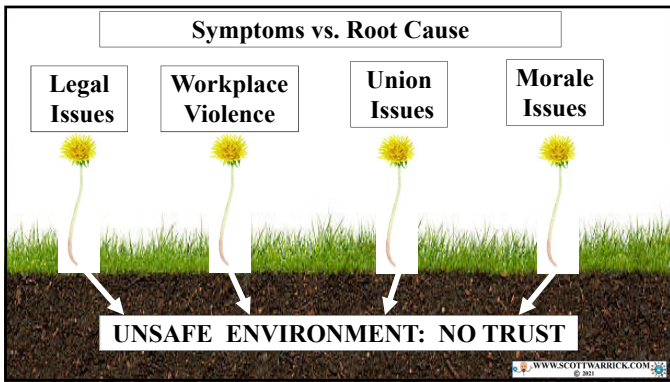 Symptoms vs. Root Cause
Legal
Issues
Workplace
Violence
Union
Issues
Morale
Issues
UNSAFE ENVIRONMENT: NO TRUST
WWW.SCOTTWARRICK.COM
© 2021